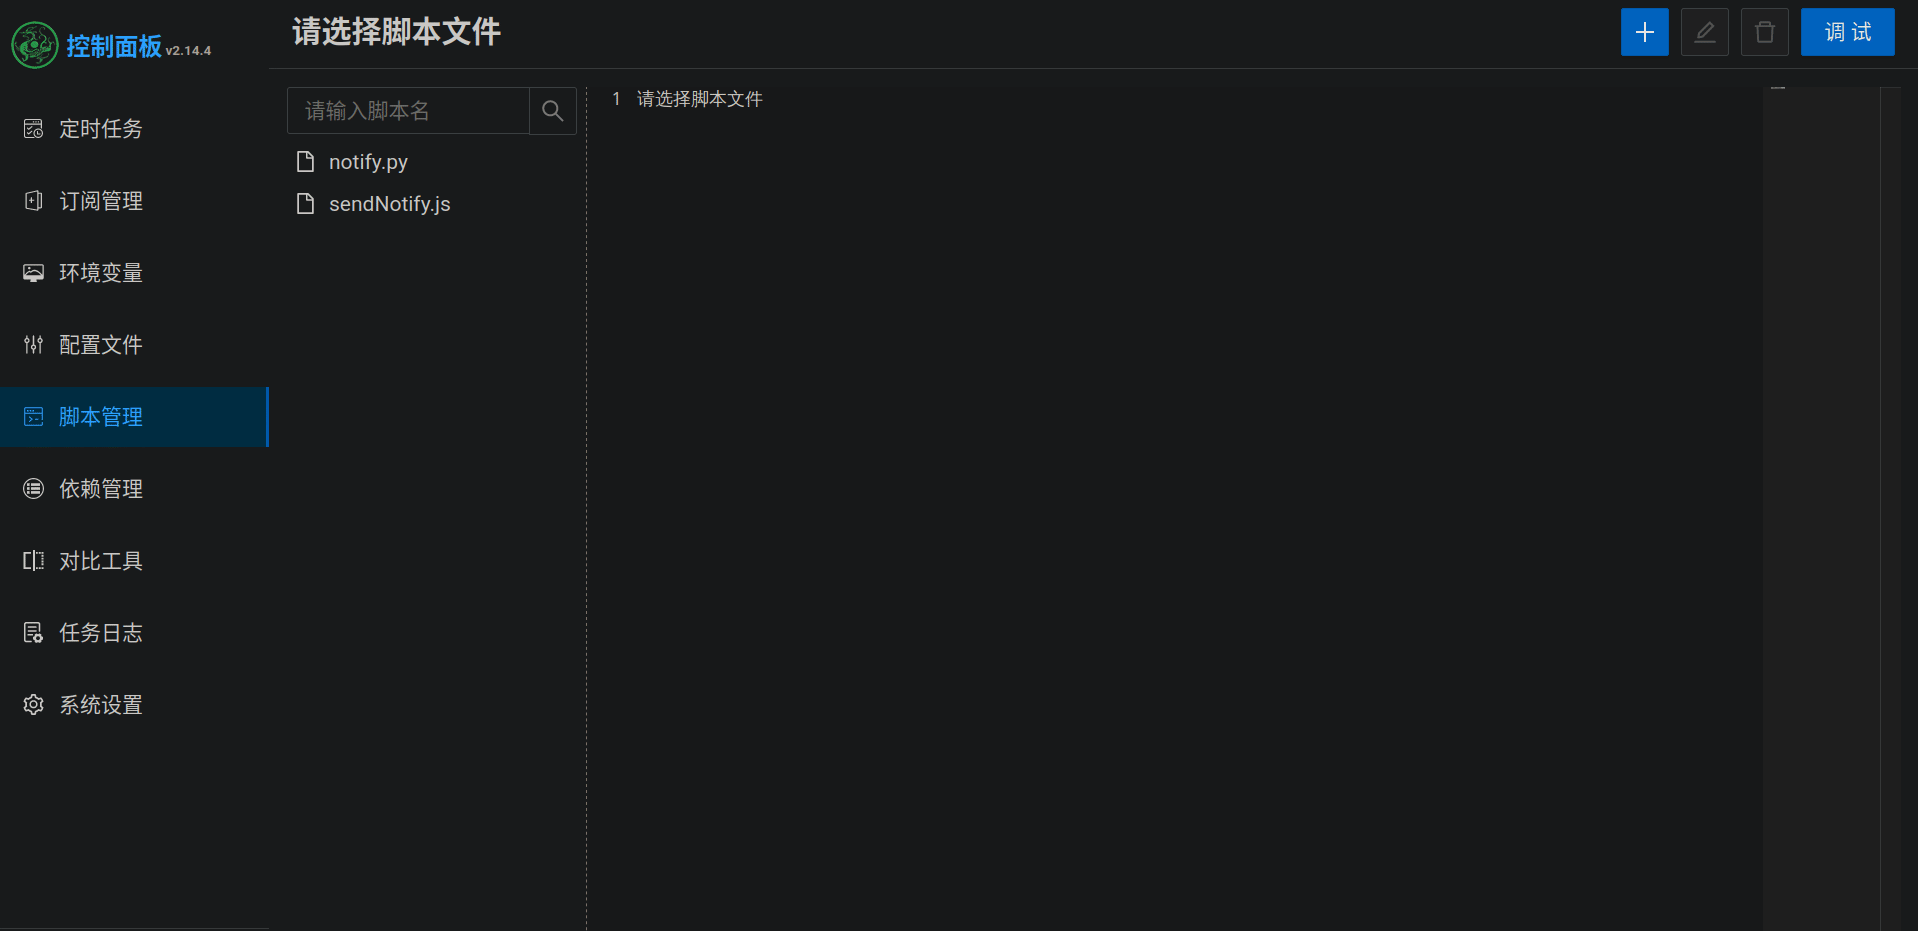 控制面板 v2.14.4
定时任务
订阅管理
环境变量
配置文件
脚本管理
依赖管理
对比工具
任务日志
系统设置
请选择脚本文件
调 试
请输入脚本名
notify.py
sendNotify.js
1 请选择脚本文件